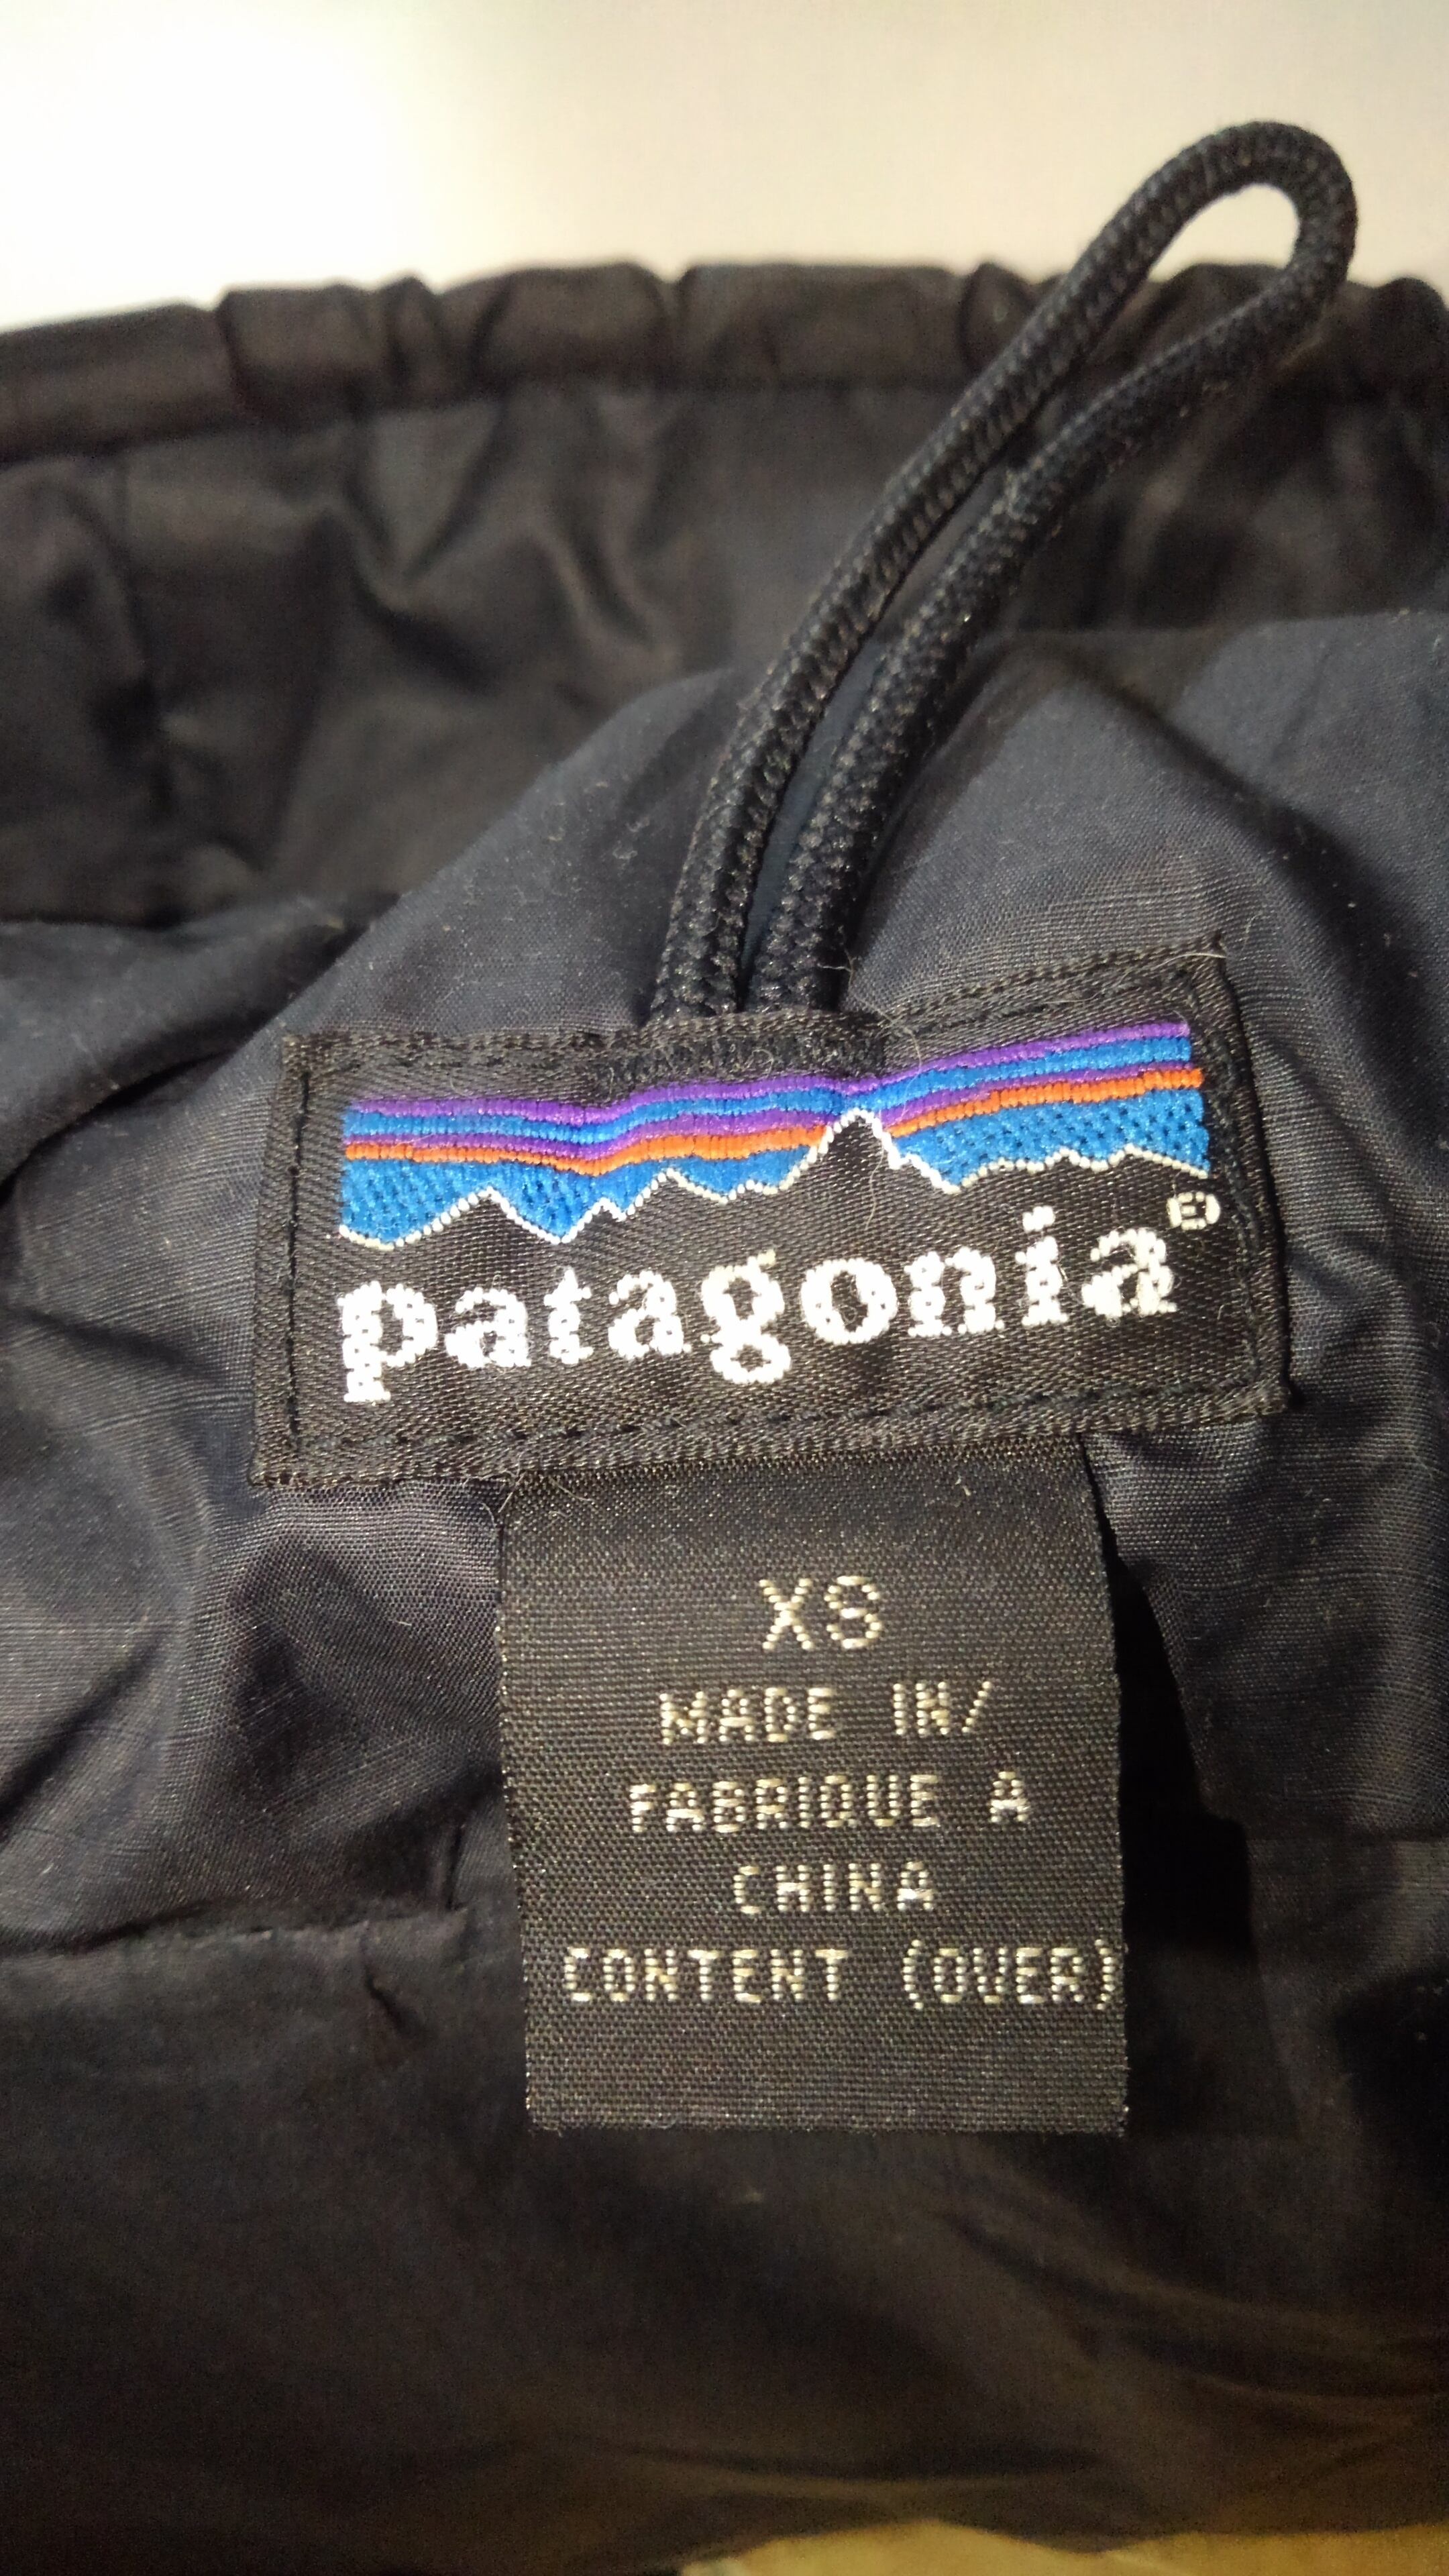 patagonia®
XS
MADE IN/
FABRIQUE A
CHINA
CONTENT (OVER)